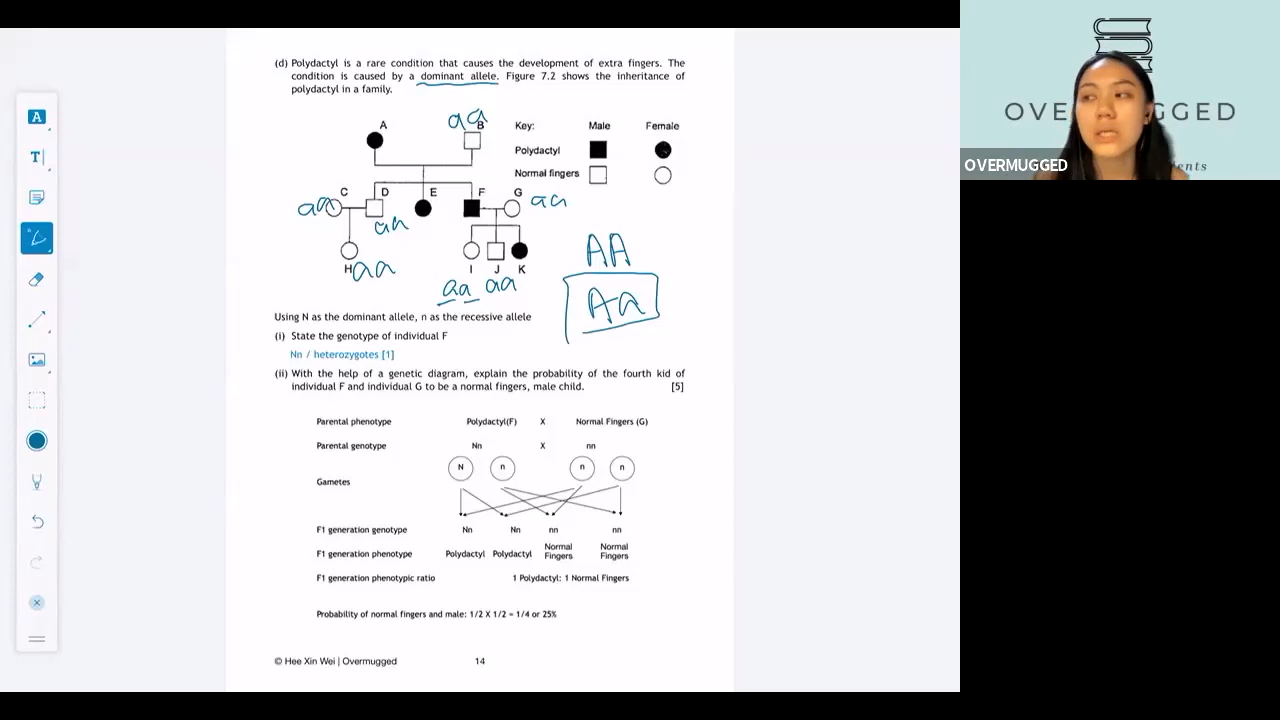 (d) Polydactyl is a rare condition that causes the development of extra fingers. The
condition is caused by a dominant allele. Figure 7.2 shows the inheritance of
polydactyl in a family.
A
aa
B
Key:
Male
Female
Polydactyl
Normal fingers
C
D
E
F
G
aa
aa
aa
H
aa
I
J
K
aa
aa
AA
Aa
Using N as the dominant allele, n as the recessive allele
(i) State the genotype of individual F
Nn / heterozygotes [1]
(ii) With the help of a genetic diagram, explain the probability of the fourth kid of
individual F and individual G to be a normal fingers, male child. [5]
Parental phenotype Polydactyl(F) X Normal Fingers (G)
Parental genotype Nn X nn
N n n n
Gametes
F1 generation genotype Nn Nn nn nn
F1 generation phenotype Polydactyl Polydactyl Normal Fingers Normal Fingers
F1 generation phenotypic ratio 1 Polydactyl: 1 Normal Fingers
Probability of normal fingers and male: 1/2 X 1/2 = 1/4 or 25%
© Hee Xin Wei | Overmugged 14
A
T
OVE GGED
OVERMUGGED
ents